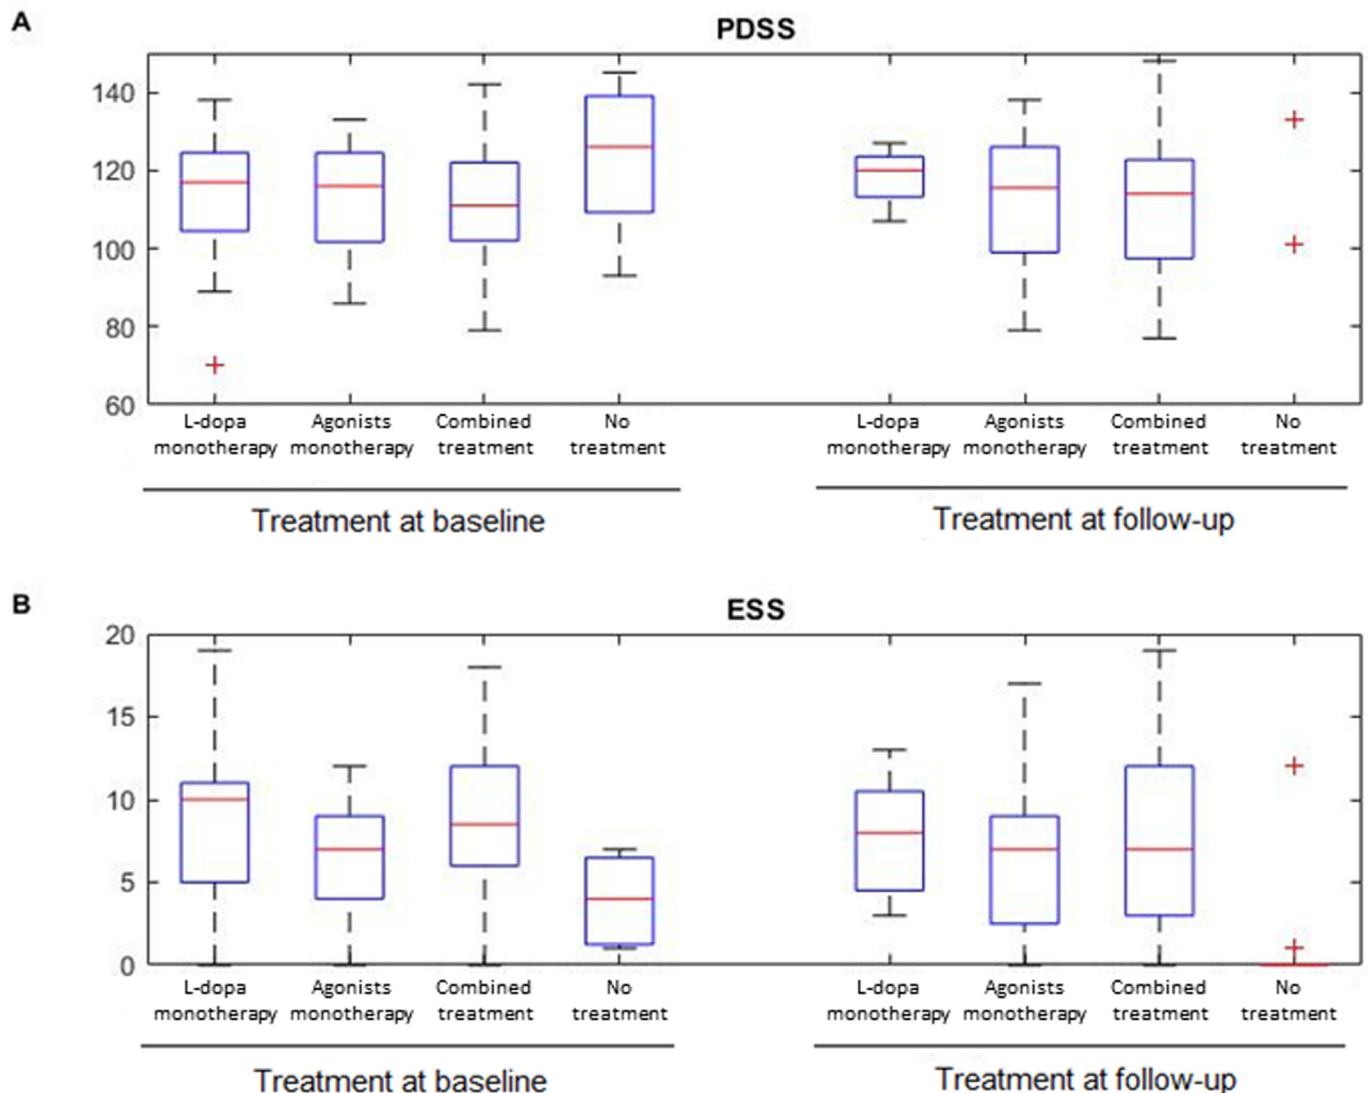 A
PDSS
140
120
100
80
60
L-dopa monotherapy
Agonists monotherapy
Combined treatment
No treatment
L-dopa monotherapy
Agonists monotherapy
Combined treatment
No treatment
Treatment at baseline
Treatment at follow-up
B
ESS
20
15
10
5
0
L-dopa monotherapy
Agonists monotherapy
Combined treatment
No treatment
L-dopa monotherapy
Agonists monotherapy
Combined treatment
No treatment
Treatment at baseline
Treatment at follow-up